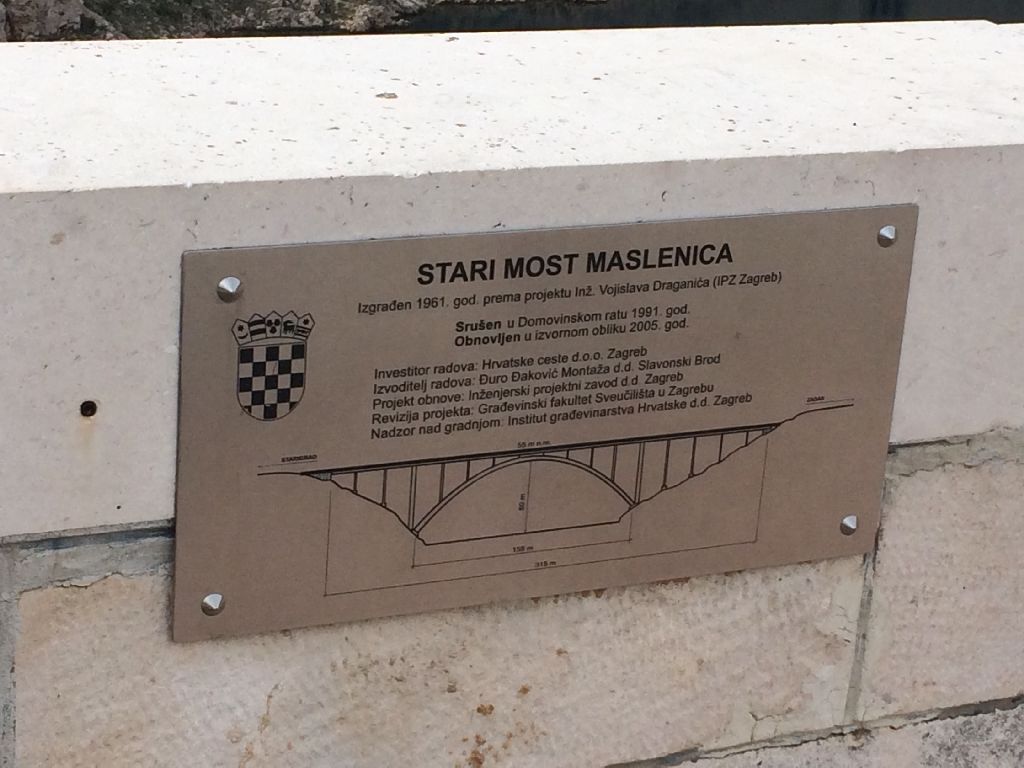 STARI MOST MASLENICA
Izgrađen 1961. god. prema projektu Inž. Vojislava Draganića (IPZ Zagreb)
Srušen u Domovinskom ratu 1991. god.
Obnovljen u izvornom obliku 2005. god.
Investitor radova: Hrvatske ceste d.o.o. Zagreb
Izvoditelj radova: Đuro Đaković Montaža d.d. Slavonski Brod
Projekt obnove: Inženjerski projektni zavod d.d. Zagreb
Revizija projekta: Građevinski fakultet Sveučilišta u Zagrebu
Nadzor nad gradnjom: Institut građevinarstva Hrvatske d.d. Zagreb
ZADAR
STARIGRAD
55 m n.m.
50 m
155 m
315 m